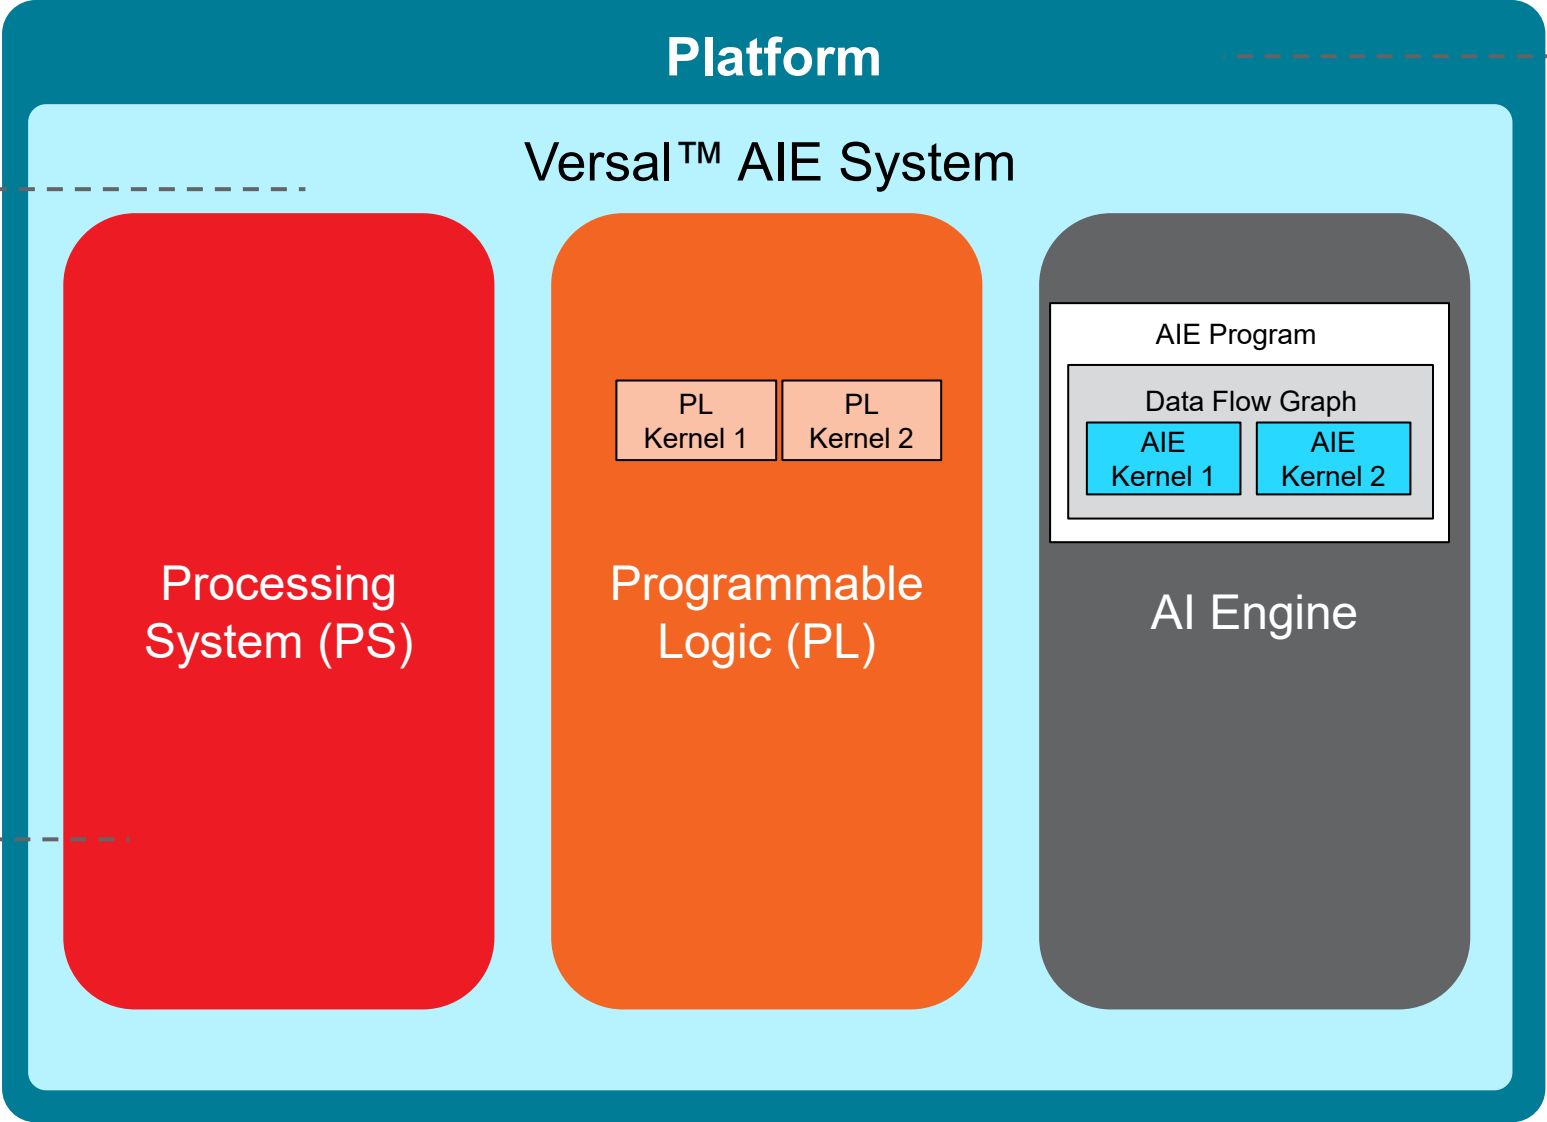 Platform
Versal™ AIE System
Processing
System (PS)
PL
Kernel 1
PL
Kernel 2
Programmable
Logic (PL)
AIE Program
Data Flow Graph
AIE
Kernel 1
AIE
Kernel 2
AI Engine